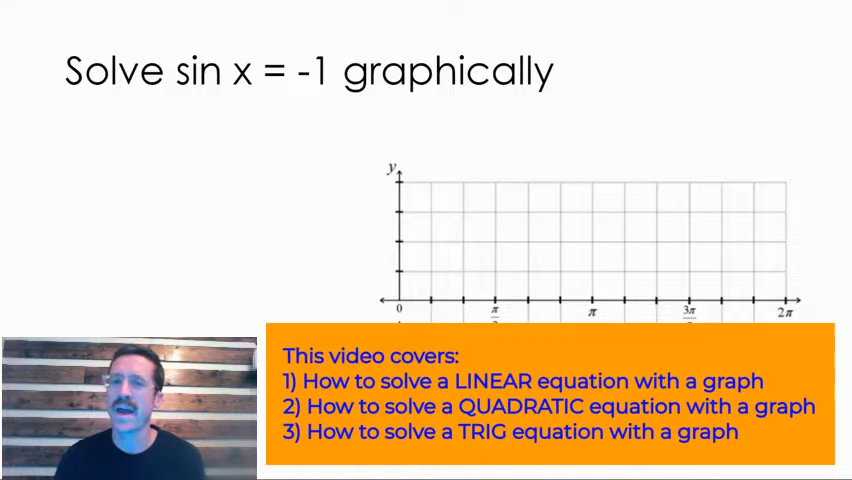 Solve sin x = -1 graphically
y
0 π π 3π 2π
This video covers:
1) How to solve a LINEAR equation with a graph
2) How to solve a QUADRATIC equation with a graph
3) How to solve a TRIG equation with a graph